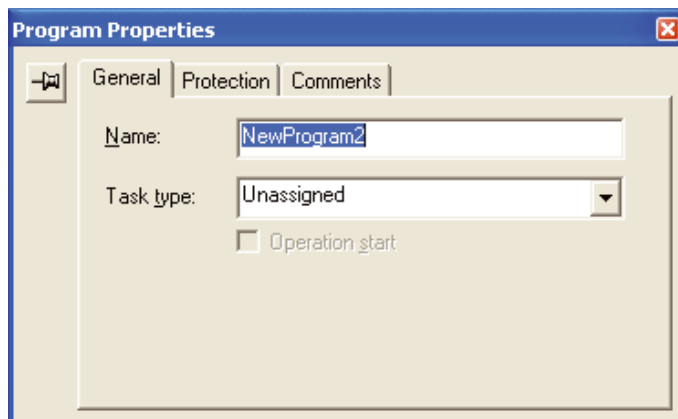 Program Properties
General Protection Comments
Name: NewProgram2
Task type: Unassigned
Operation start